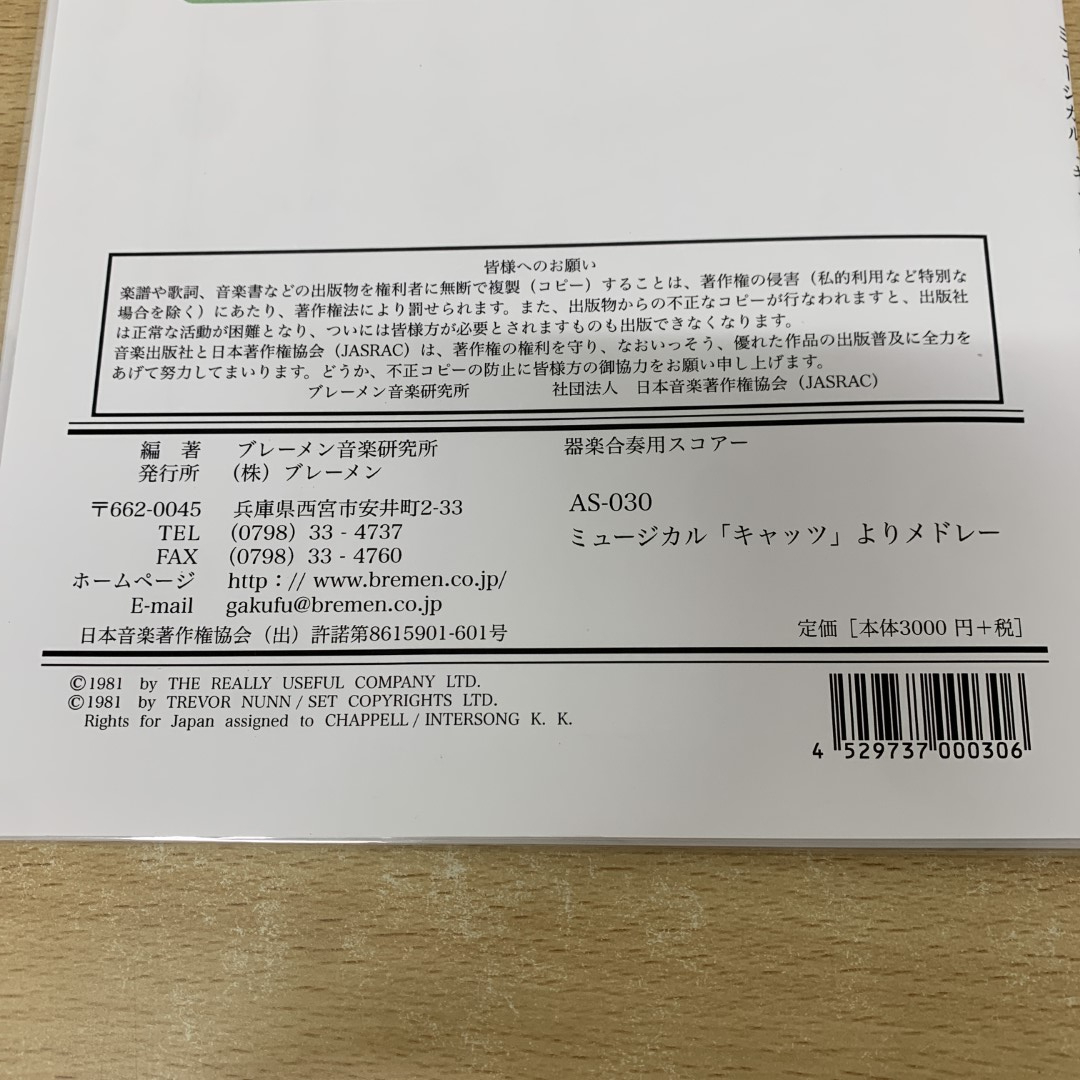 皆様へのお願い
楽譜や歌詞、音楽書などの出版物を権利者に無断で複製（コピー）することは、著作権の侵害（私的利用など特別な
場合を除く）にあたり、著作権法により罰せられます。また、出版物からの不正なコピーが行なわれますと、出版社
は正常な活動が困難となり、ついには皆様方が必要とされますものも出版できなくなります。
音楽出版社と日本著作権協会（JASRAC）は、著作権の権利を守り、なおいっそう、優れた作品の出版普及に全力を
あげて努力してまいります。どうか、不正コピーの防止に皆様方の御協力をお願い申し上げます。
ブレーメン音楽研究所 社団法人 日本音楽著作権協会（JASRAC）
編 著 ブレーメン音楽研究所
発行所 （株）ブレーメン
〒662-0045 兵庫県西宮市安井町2-33
TEL (0798) 33 - 4737
FAX (0798) 33 - 4760
ホームページ http：// www.bremen.co.jp/
E-mail gakufu@bremen.co.jp
日本音楽著作権協会（出）許諾第8615901-601号
器楽合奏用スコアー
AS-030
ミュージカル「キャッツ」よりメドレー
定価［本体3000 円＋税］
©1981 by THE REALLY USEFUL COMPANY LTD.
©1981 by TREVOR NUNN / SET COPYRIGHTS LTD.
Rights for Japan assigned to CHAPPELL / INTERSONG K. K.
4 529737 000306
ミュージカル